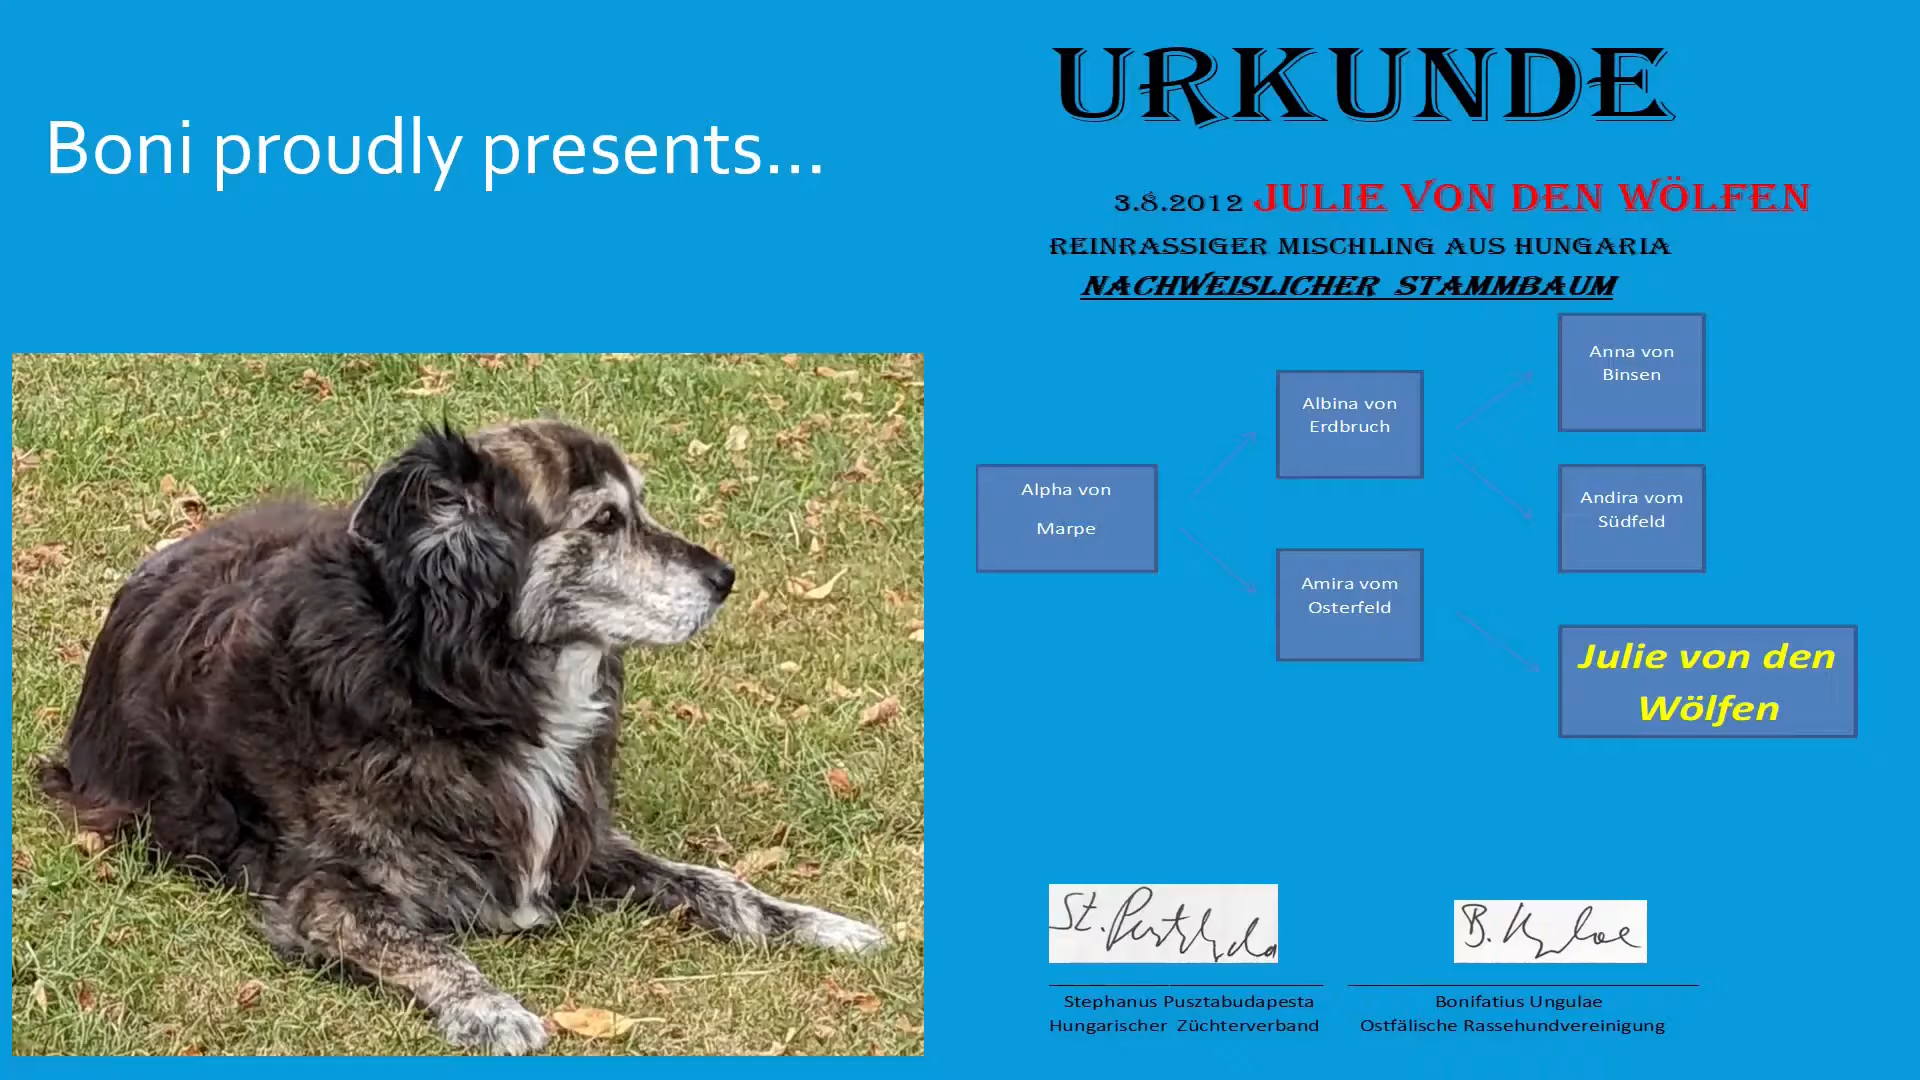 Boni proudly presents...
URKUNDE
3.8.2012 JULIE VON DEN WÖLFEN
REINRASSIGER MISCHLING AUS HUNGARIA
NACHWEISLICHER STAMMBAUM
Alpha von
Marpe
Albina von
Erdbruch
Amira vom
Osterfeld
Anna von
Binsen
Andira vom
Südfeld
Julie von den
Wölfen
Stephanus Pusztabudapesta
Hungarischer Züchterverband
Bonifatius Ungulae
Ostfälische Rassehundvereinigung